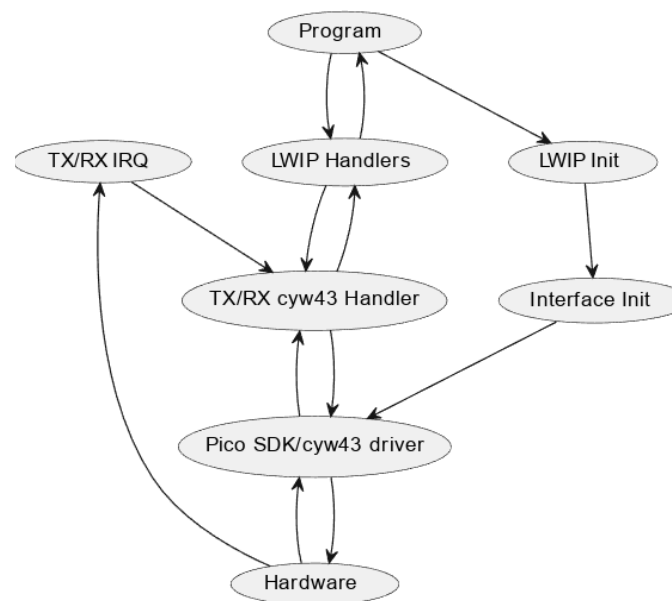 Program
TX/RX IRQ
LWIP Handlers
LWIP Init
TX/RX cyw43 Handler
Interface Init
Pico SDK/cyw43 driver
Hardware